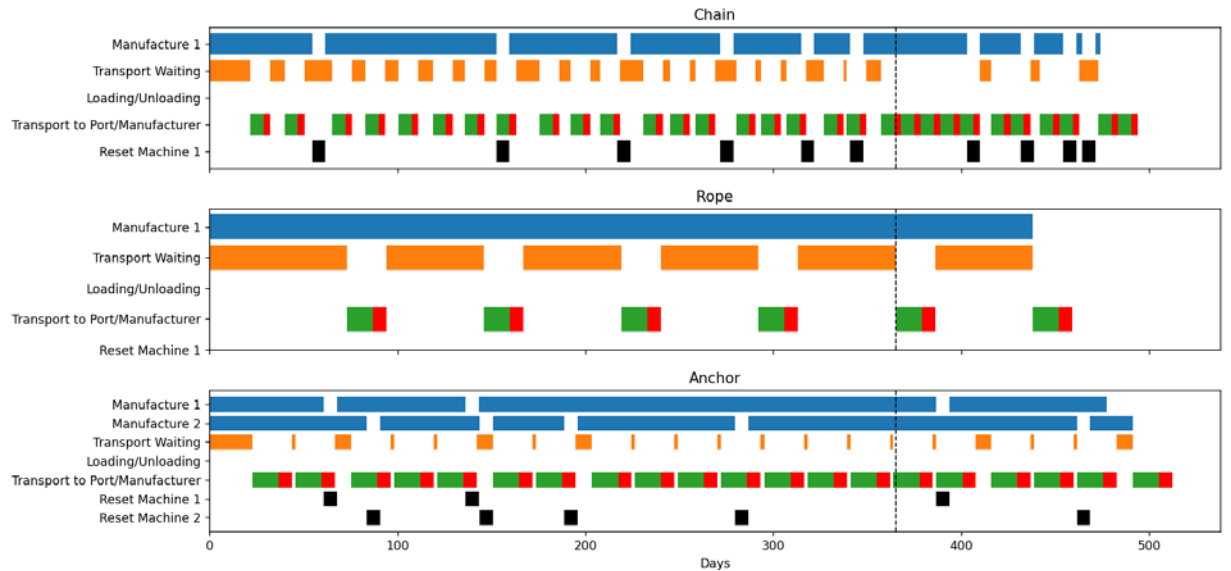 Chain
Manufacture 1
Transport Waiting
Loading/Unloading
Transport to Port/Manufacturer
Reset Machine 1
Rope
Manufacture 1
Transport Waiting
Loading/Unloading
Transport to Port/Manufacturer
Reset Machine 1
Anchor
Manufacture 1
Manufacture 2
Transport Waiting
Loading/Unloading
Transport to Port/Manufacturer
Reset Machine 1
Reset Machine 2
0 100 200 300 400 500
Days